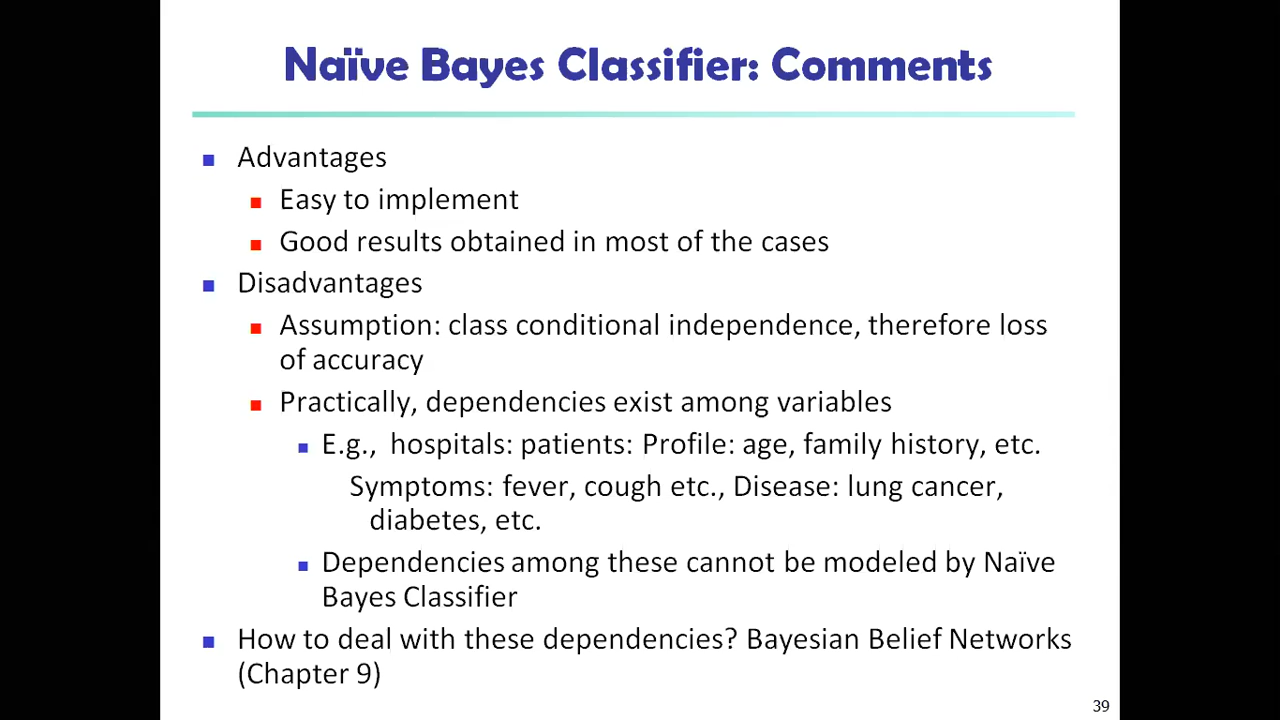 Naïve Bayes Classifier: Comments
Advantages
Easy to implement
Good results obtained in most of the cases
Disadvantages
Assumption: class conditional independence, therefore loss
of accuracy
Practically, dependencies exist among variables
E.g., hospitals: patients: Profile: age, family history, etc.
Symptoms: fever, cough etc., Disease: lung cancer,
diabetes, etc.
Dependencies among these cannot be modeled by Naïve
Bayes Classifier
How to deal with these dependencies? Bayesian Belief Networks
(Chapter 9)
39